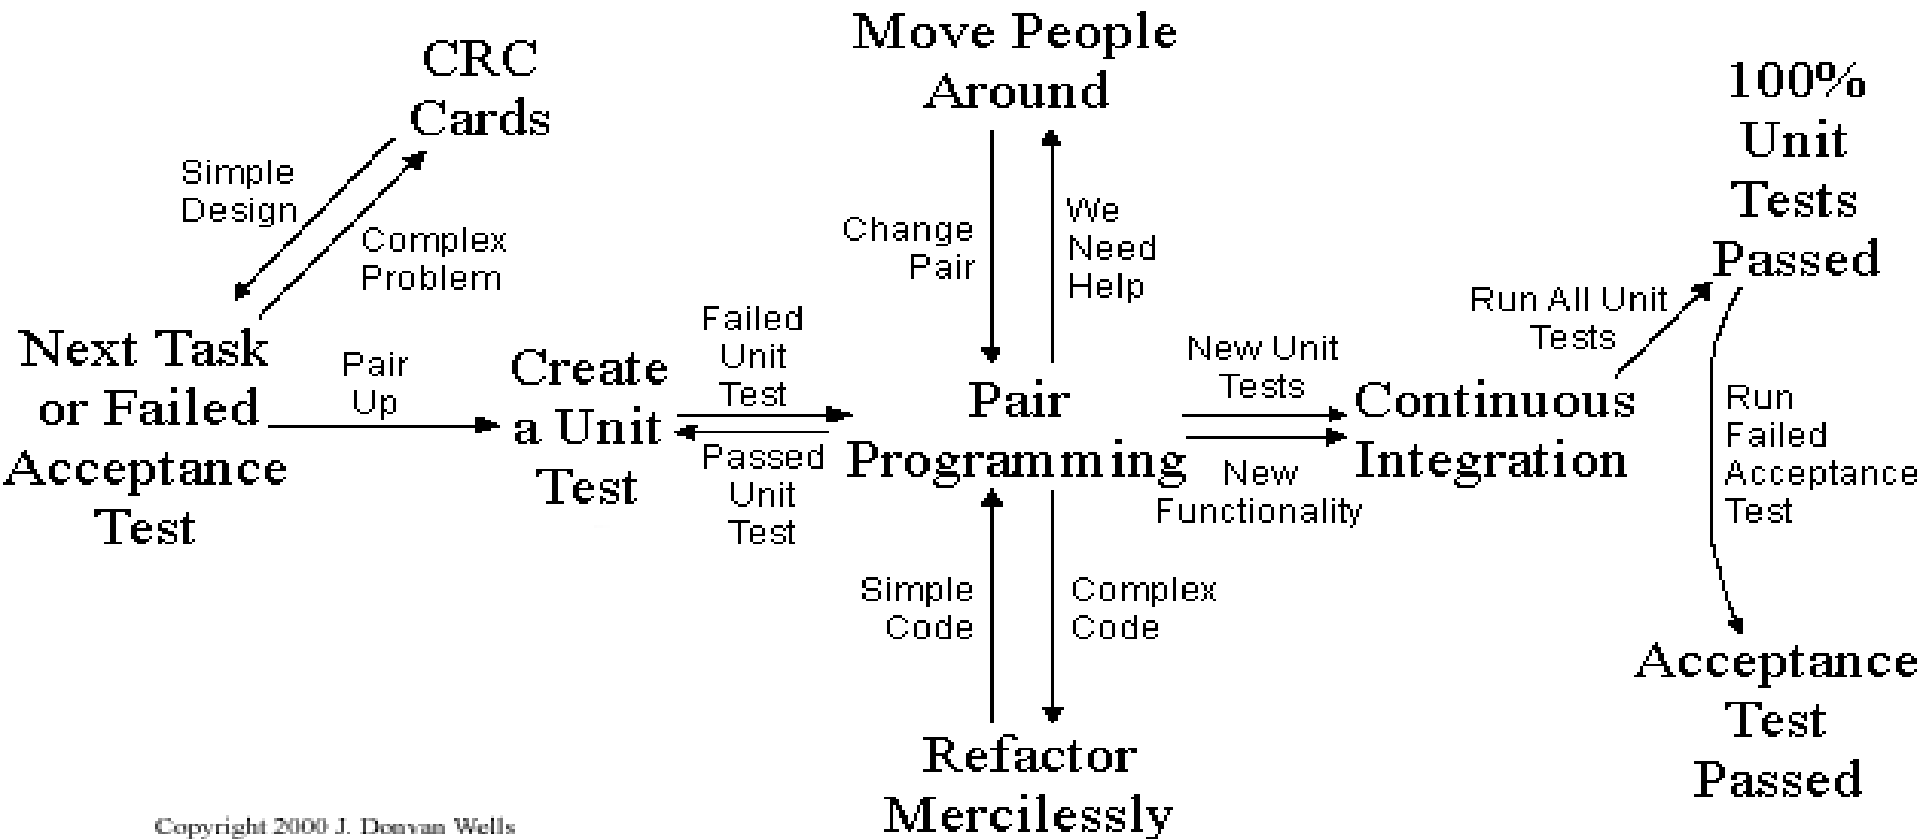 CRC
Cards
Simple
Design
Complex
Problem
Next Task
or Failed
Acceptance
Test
Pair
Up
Create
a Unit
Test
Failed
Unit
Test
Passed
Unit
Test
Move People
Around
Change
Pair
We
Need
Help
Pair
Programming
Simple
Code
Complex
Code
Refactor
Mercilessly
New Unit
Tests
New
Functionality
Continuous
Integration
Run All Unit
Tests
100%
Unit
Tests
Passed
Run
Failed
Acceptance
Test
Acceptance
Test
Passed
Copyright 2000 J. Donvan Wells